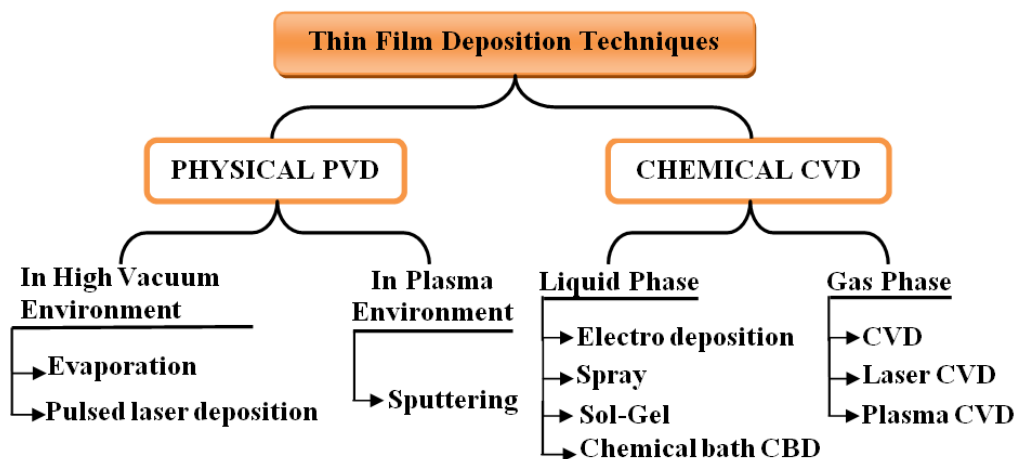 Thin Film Deposition Techniques
PHYSICAL PVD
CHEMICAL CVD
In High Vacuum
Environment
Evaporation
Pulsed laser deposition
In Plasma
Environment
Sputtering
Liquid Phase
Electro deposition
Spray
Sol-Gel
Chemical bath CBD
Gas Phase
CVD
Laser CVD
Plasma CVD